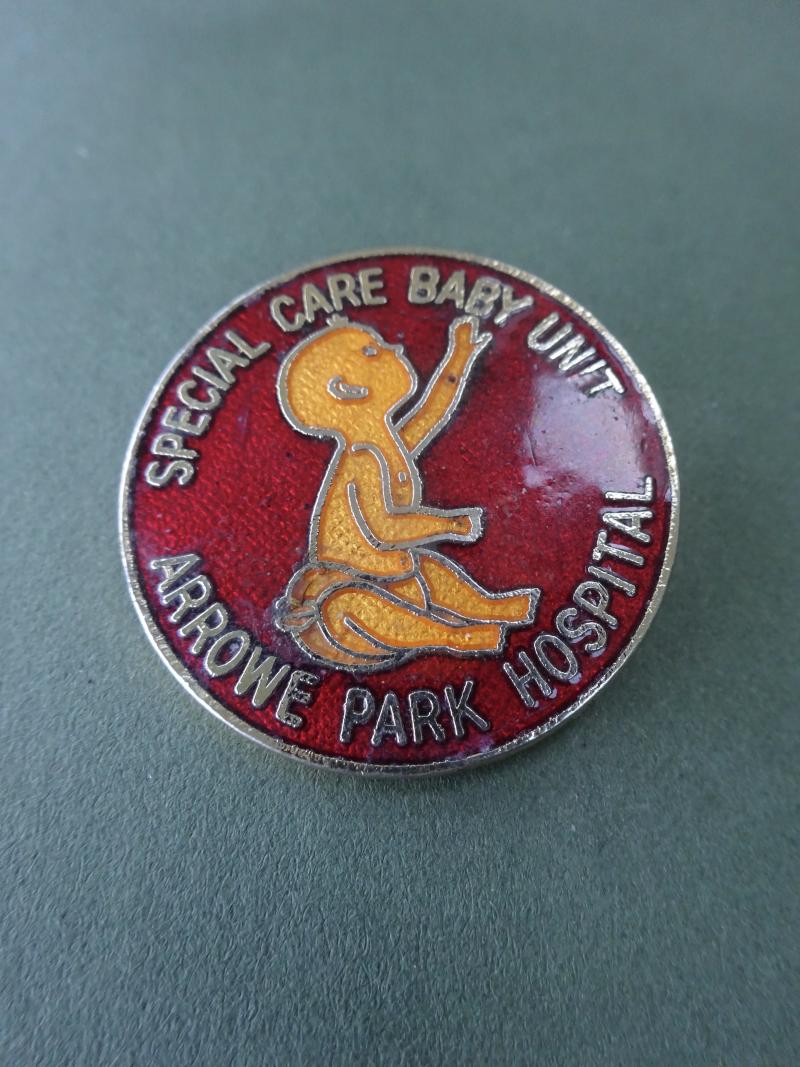 SPECIAL CARE BABY UNIT
ARROWE PARK HOSPITAL